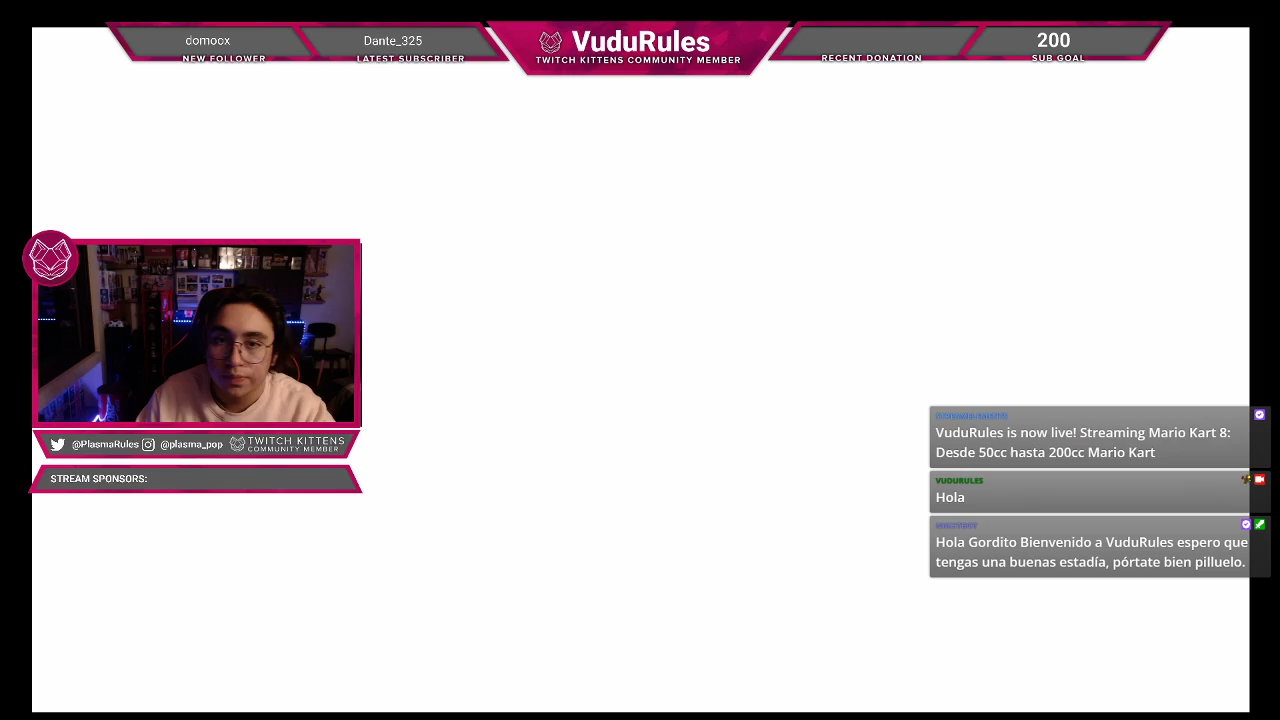 domocx
NEW FOLLOWER
Dante_325
LATEST SUBSCRIBER
VuduRules
TWITCH KITTENS COMMUNITY MEMBER
RECENT DONATION
200
SUB GOAL
@PlasmaRules @plasma_pop TWITCH KITTENS
COMMUNITY MEMBER
STREAM SPONSORS:
VuduRules is now live! Streaming Mario Kart 8:
Desde 50cc hasta 200cc Mario Kart
VUDURULES
Hola
Hola Gordito Bienvenido a VuduRules espero que
tengas una buenas estadía, pórtate bien pilluelo.